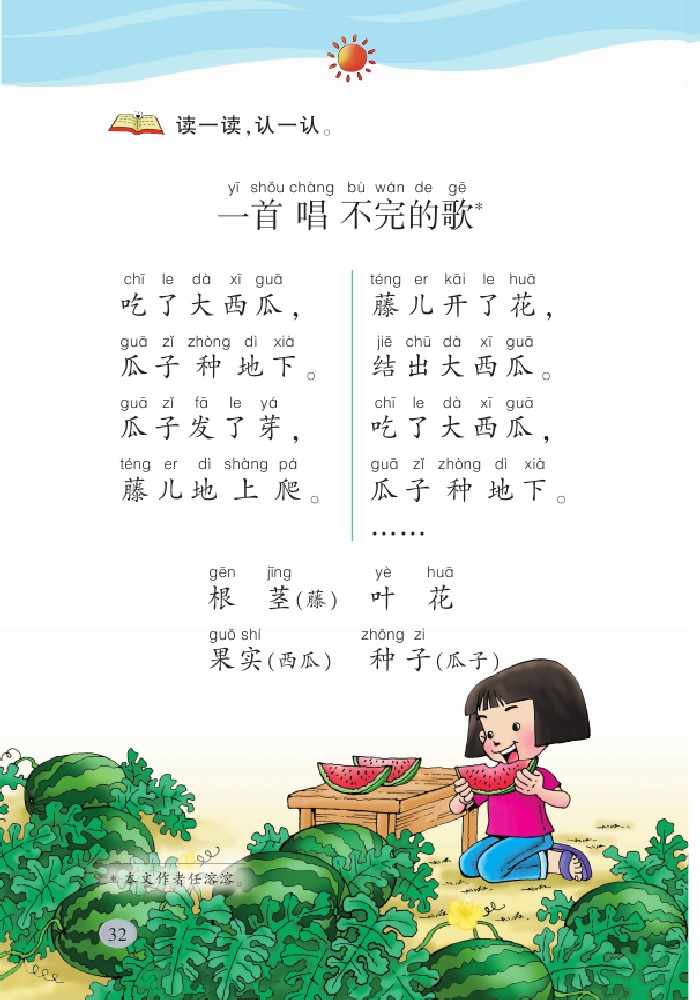 读一读，认一认。
yī shǒu chàng bù wán de gē
一首唱不完的歌*
chī le dà xī guā
吃了大西瓜，
guā zǐ zhòng dì xià
瓜子种地下。
guā zǐ fā le yá
瓜子发了芽，
téng er dì shàng pá
藤儿地上爬。
téng er kāi le huā
藤儿开了花，
jiē chū dà xī guā
结出大西瓜。
chī le dà xī guā
吃了大西瓜，
guā zǐ zhòng dì xià
瓜子种地下。
……
gēn jīng yè huā
根 茎(藤) 叶 花
guǒ shí zhǒng zi
果实(西瓜) 种子(瓜子)
* 本文作者任溶溶。
32